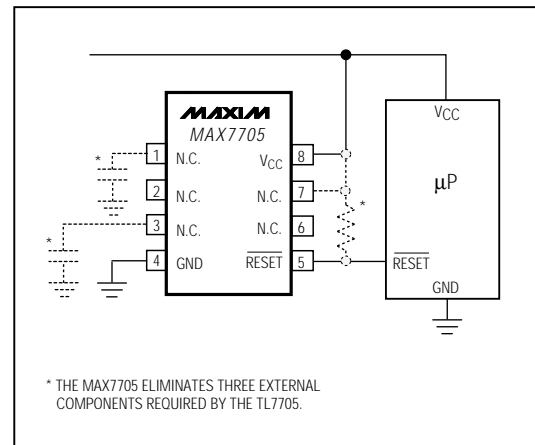 MAXIM
MAX7705
* 1 N.C. VCC 8
2 N.C. N.C. 7 *
* 3 N.C. N.C. 6
4 GND RESET 5
VCC
μP
RESET
GND
* THE MAX7705 ELIMINATES THREE EXTERNAL
COMPONENTS REQUIRED BY THE TL7705.